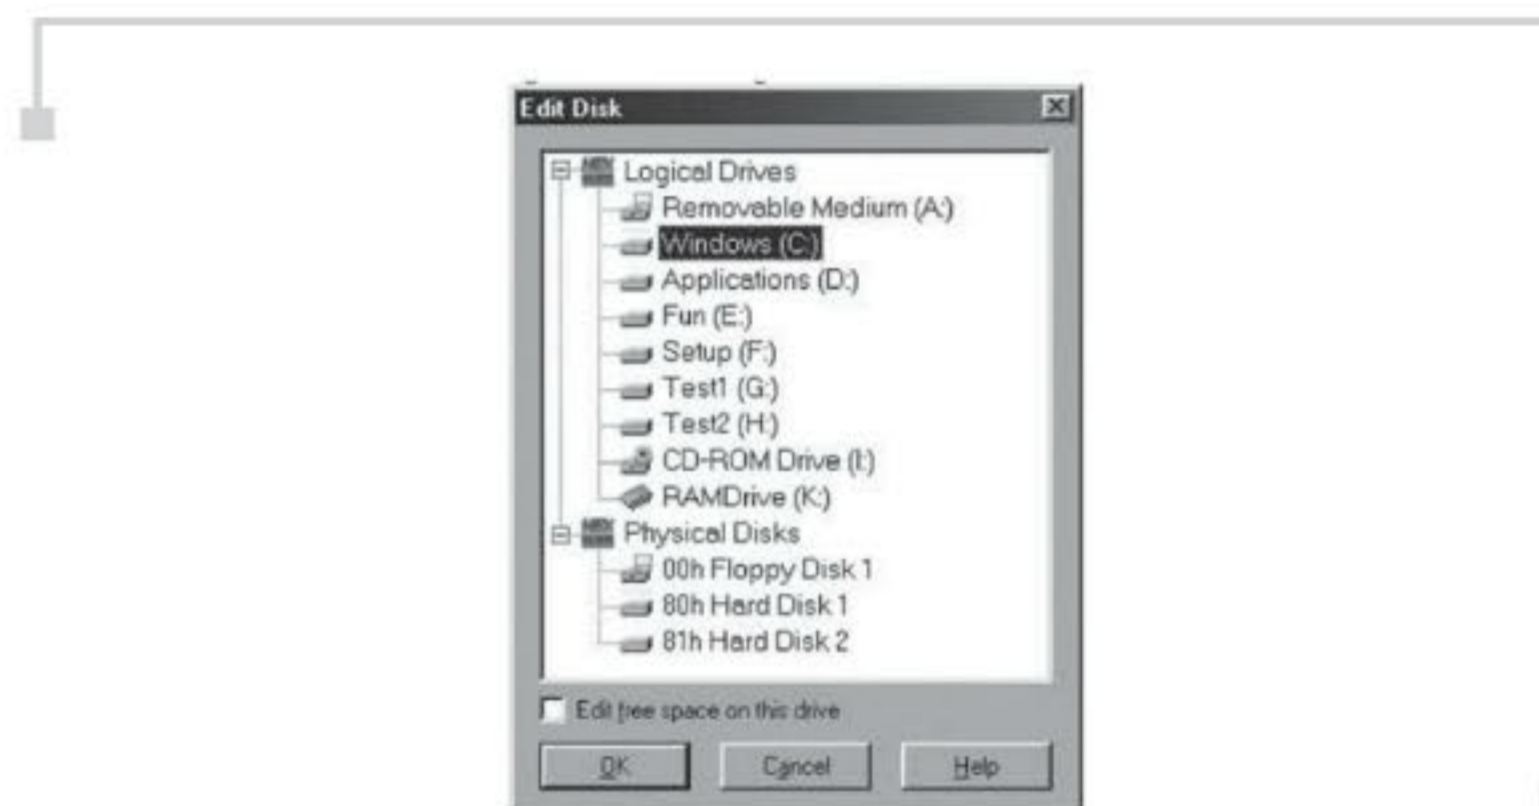 Edit Disk
Logical Drives
Removable Medium (A:)
Windows (C:)
Applications (D:)
Fun (E:)
Setup (F:)
Test1 (G:)
Test2 (H:)
CD-ROM Drive (I:)
RAMDrive (K:)
Physical Disks
00h Floppy Disk 1
80h Hard Disk 1
81h Hard Disk 2
Edit free space on this drive
OK Cancel Help